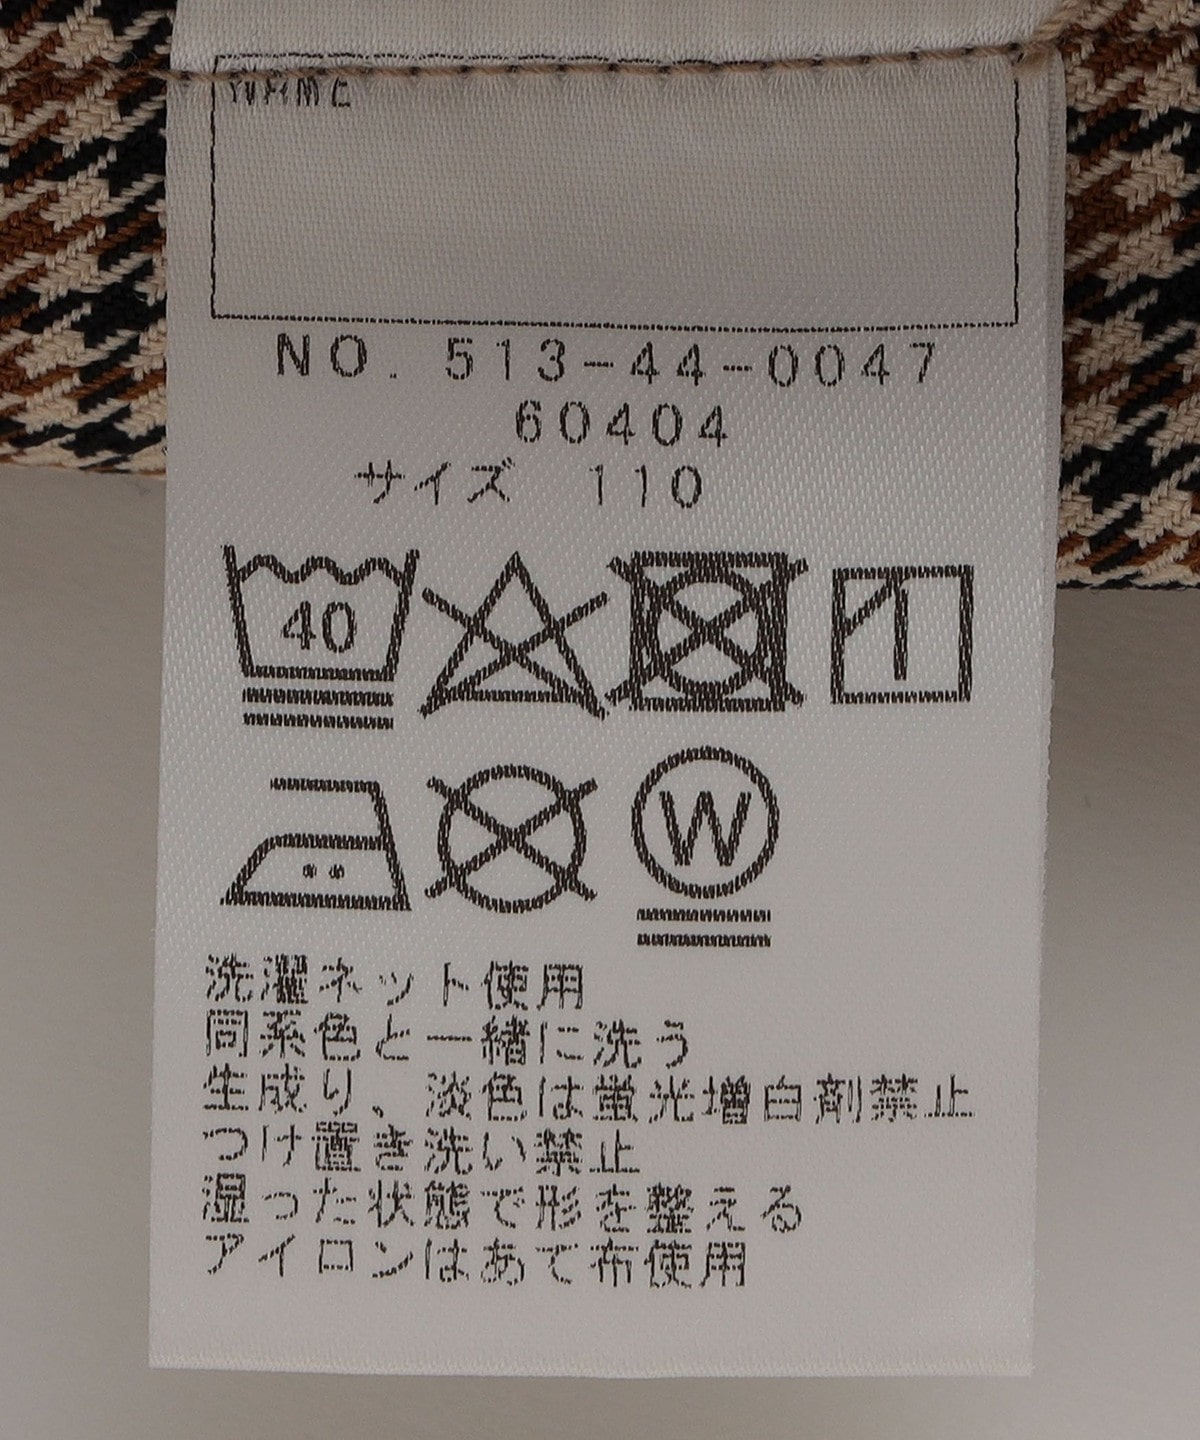 NAME
NO. 513-44-0047
60404
サイズ 110
40
W
洗濯ネット使用
同系色と一緒に洗う
生成り、淡色は蛍光増白剤禁止
つけ置き洗い禁止
湿った状態で形を整える
アイロンはあて布使用